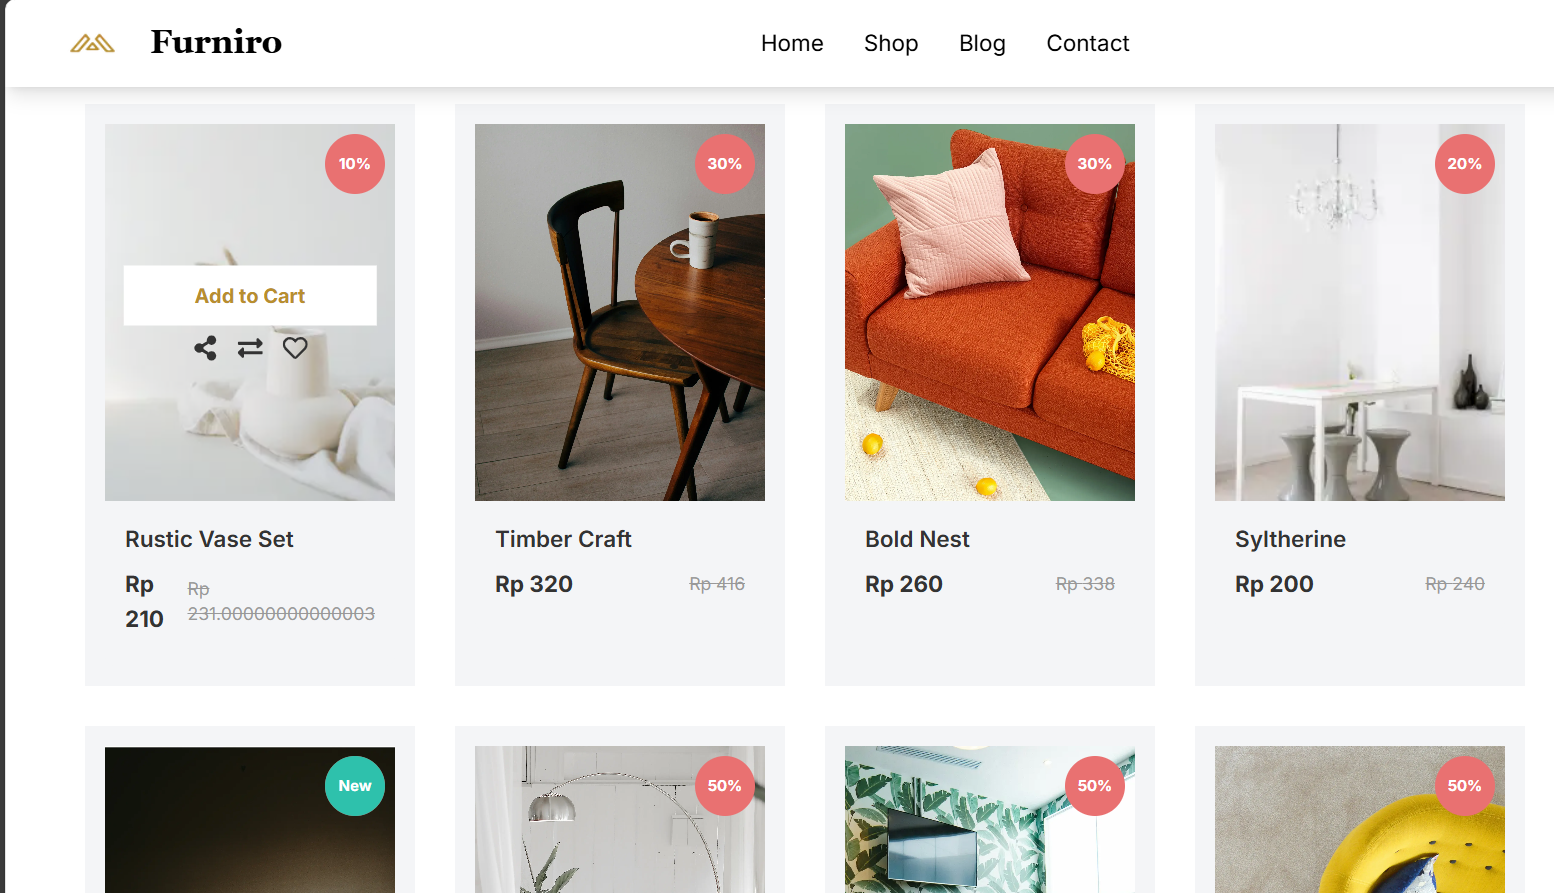 Furniro
Home Shop Blog Contact
10%
30%
30%
20%
Add to Cart
Rustic Vase Set
Rp 210
Rp 231.00000000000003
Timber Craft
Rp 320 Rp 416
Bold Nest
Rp 260 Rp 338
Syltherine
Rp 200 Rp 240
New
50%
50%
50%